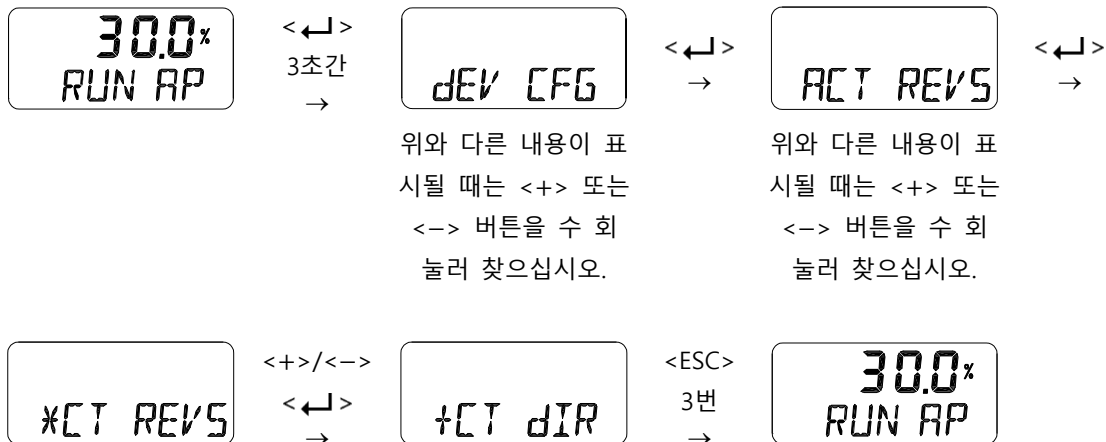 30.0%
RUN AP
<↵>
3초간
→
dEV CFG
위와 다른 내용이 표
시될 때는 <+> 또는
<−> 버튼을 수 회
눌러 찾으십시오.
<↵>
→
ACT REVS
위와 다른 내용이 표
시될 때는 <+> 또는
<−> 버튼을 수 회
눌러 찾으십시오.
<↵>
→
*CT REVS
<+>/<−>
<↵>
→
+CT dIR
<ESC>
3번
→
30.0%
RUN AP